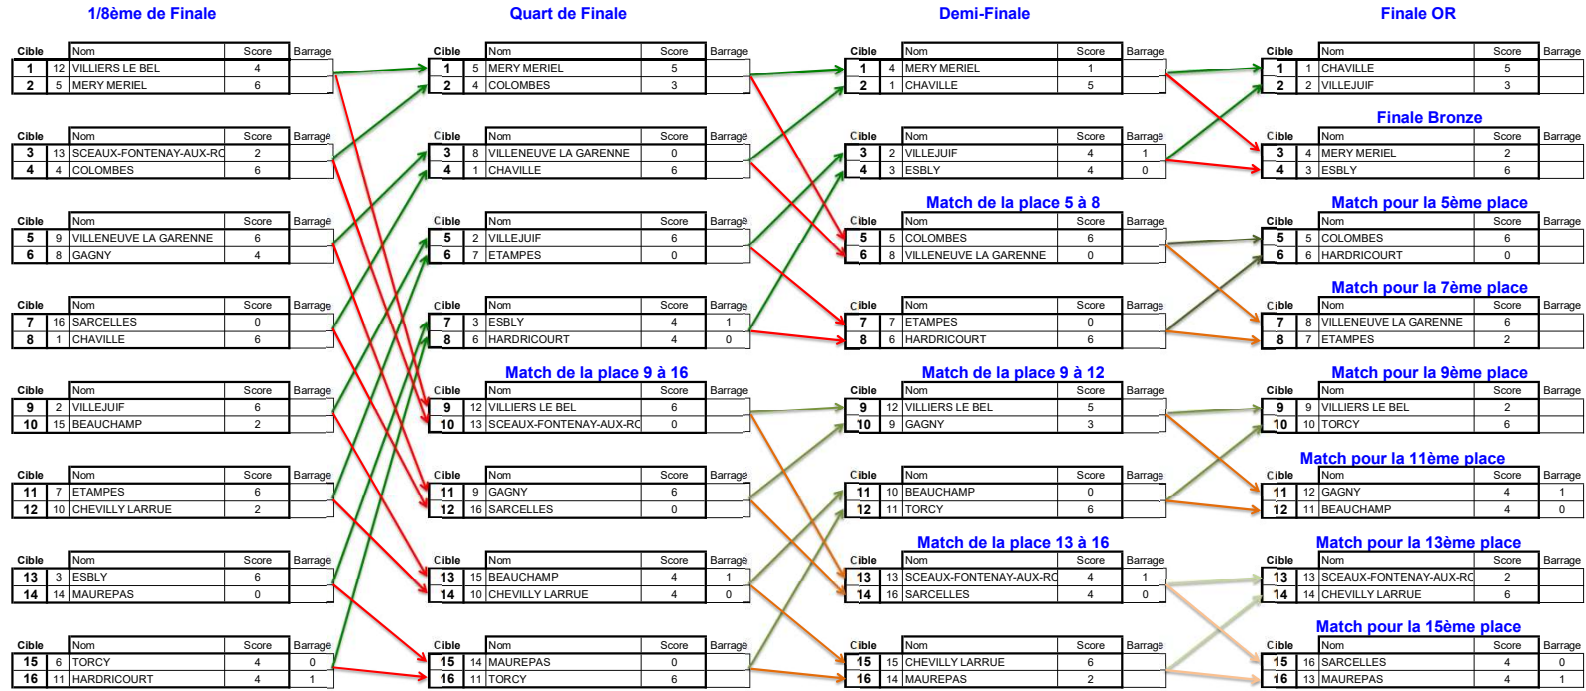 1/8ème de Finale Quart de Finale Demi-Finale Finale OR
Cible Nom Score Barrage Cible Nom Score Barrage Cible Nom Score Barrage Cible Nom Score Barrage
1 12 VILLIERS LE BEL 4 1 5 MERY MERIEL 5 1 4 MERY MERIEL 1 1 1 CHAVILLE 5
2 5 MERY MERIEL 6 2 4 COLOMBES 3 2 1 CHAVILLE 5 2 2 VILLEJUIF 3
Finale Bronze
Cible Nom Score Barrage Cible Nom Score Barrage Cible Nom Score Barrage Cible Nom Score Barrage
3 13 SCEAUX-FONTENAY-AUX-RO 2 3 8 VILLENEUVE LA GARENNE 0 3 2 VILLEJUIF 4 1 3 4 MERY MERIEL 2
4 4 COLOMBES 6 4 1 CHAVILLE 6 4 3 ESBLY 4 0 4 3 ESBLY 6
Match de la place 5 à 8 Match pour la 5ème place
Cible Nom Score Barrage Cible Nom Score Barrage Cible Nom Score Barrage Cible Nom Score Barrage
5 9 VILLENEUVE LA GARENNE 6 5 2 VILLEJUIF 6 5 5 COLOMBES 6 5 5 COLOMBES 6
6 8 GAGNY 4 6 7 ETAMPES 0 6 8 VILLENEUVE LA GARENNE 0 6 6 HARDRICOURT 0
Match pour la 7ème place
Cible Nom Score Barrage Cible Nom Score Barrage Cible Nom Score Barrage Cible Nom Score Barrage
7 16 SARCELLES 0 7 3 ESBLY 4 1 7 7 ETAMPES 0 7 8 VILLENEUVE LA GARENNE 6
8 1 CHAVILLE 6 8 6 HARDRICOURT 4 0 8 6 HARDRICOURT 6 8 7 ETAMPES 2
Match de la place 9 à 16 Match de la place 9 à 12 Match pour la 9ème place
Cible Nom Score Barrage Cible Nom Score Barrage Cible Nom Score Barrage Cible Nom Score Barrage
9 2 VILLEJUIF 6 9 12 VILLIERS LE BEL 6 9 12 VILLIERS LE BEL 5 9 9 VILLIERS LE BEL 2
10 15 BEAUCHAMP 2 10 13 SCEAUX-FONTENAY-AUX-RO 0 10 9 GAGNY 3 10 10 TORCY 6
Match pour la 11ème place
Cible Nom Score Barrage Cible Nom Score Barrage Cible Nom Score Barrage Cible Nom Score Barrage
11 7 ETAMPES 6 11 9 GAGNY 6 11 10 BEAUCHAMP 0 11 12 GAGNY 4 1
12 10 CHEVILLY LARRUE 2 12 16 SARCELLES 0 12 11 TORCY 6 12 11 BEAUCHAMP 4 0
Match de la place 13 à 16 Match pour la 13ème place
Cible Nom Score Barrage Cible Nom Score Barrage Cible Nom Score Barrage Cible Nom Score Barrage
13 3 ESBLY 6 13 15 BEAUCHAMP 4 1 13 13 SCEAUX-FONTENAY-AUX-RO 4 1 13 13 SCEAUX-FONTENAY-AUX-RO 2
14 14 MAUREPAS 0 14 10 CHEVILLY LARRUE 4 0 14 16 SARCELLES 4 0 14 14 CHEVILLY LARRUE 6
Match pour la 15ème place
Cible Nom Score Barrage Cible Nom Score Barrage Cible Nom Score Barrage Cible Nom Score Barrage
15 6 TORCY 4 0 15 14 MAUREPAS 0 15 15 CHEVILLY LARRUE 6 15 16 SARCELLES 4 0
16 11 HARDRICOURT 4 1 16 11 TORCY 6 16 14 MAUREPAS 2 16 13 MAUREPAS 4 1